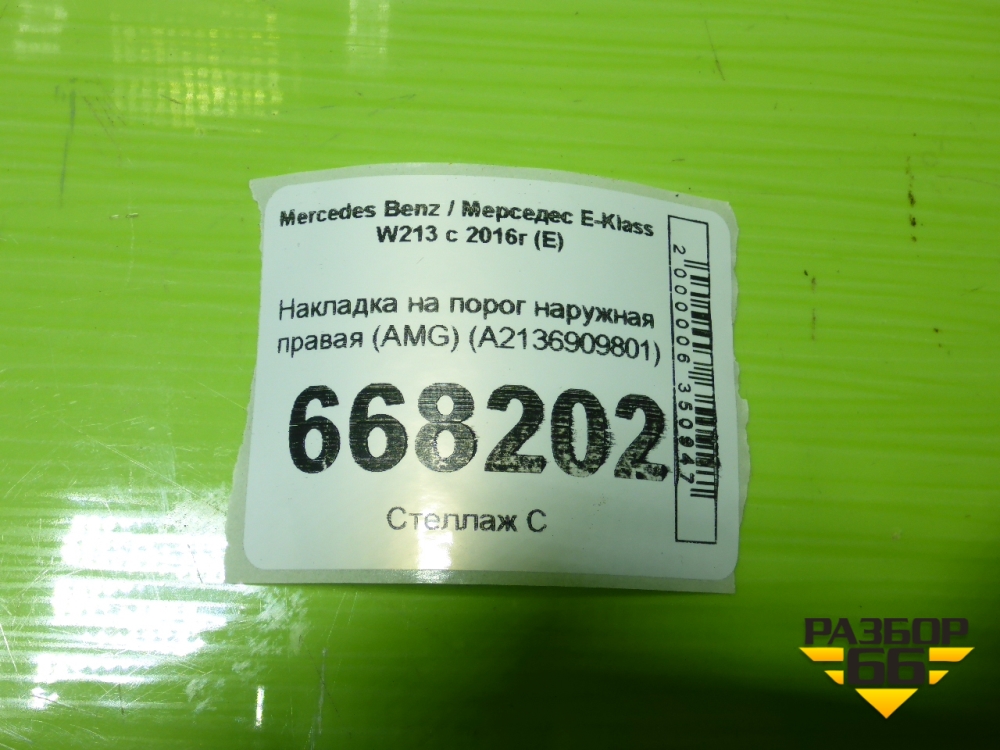 Mercedes Benz / Мерседес E-Klass
W213 с 2016г (E)
Накладка на порог наружная
правая (AMG) (A2136909801)
668202
Стеллаж С
2000006350947
РАЗБОР
66